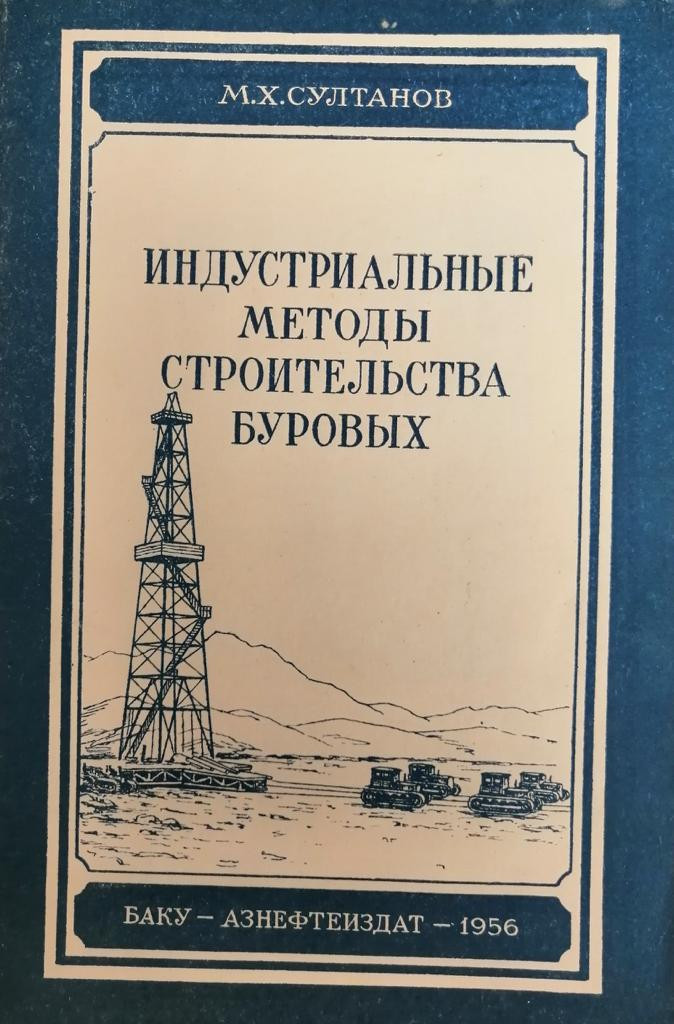 М.Х.СУЛТАНОВ
ИНДУСТРИАЛЬНЫЕ
МЕТОДЫ
СТРОИТЕЛЬСТВА
БУРОВЫХ
БАКУ — АЗНЕФТЕИЗДАТ — 1956